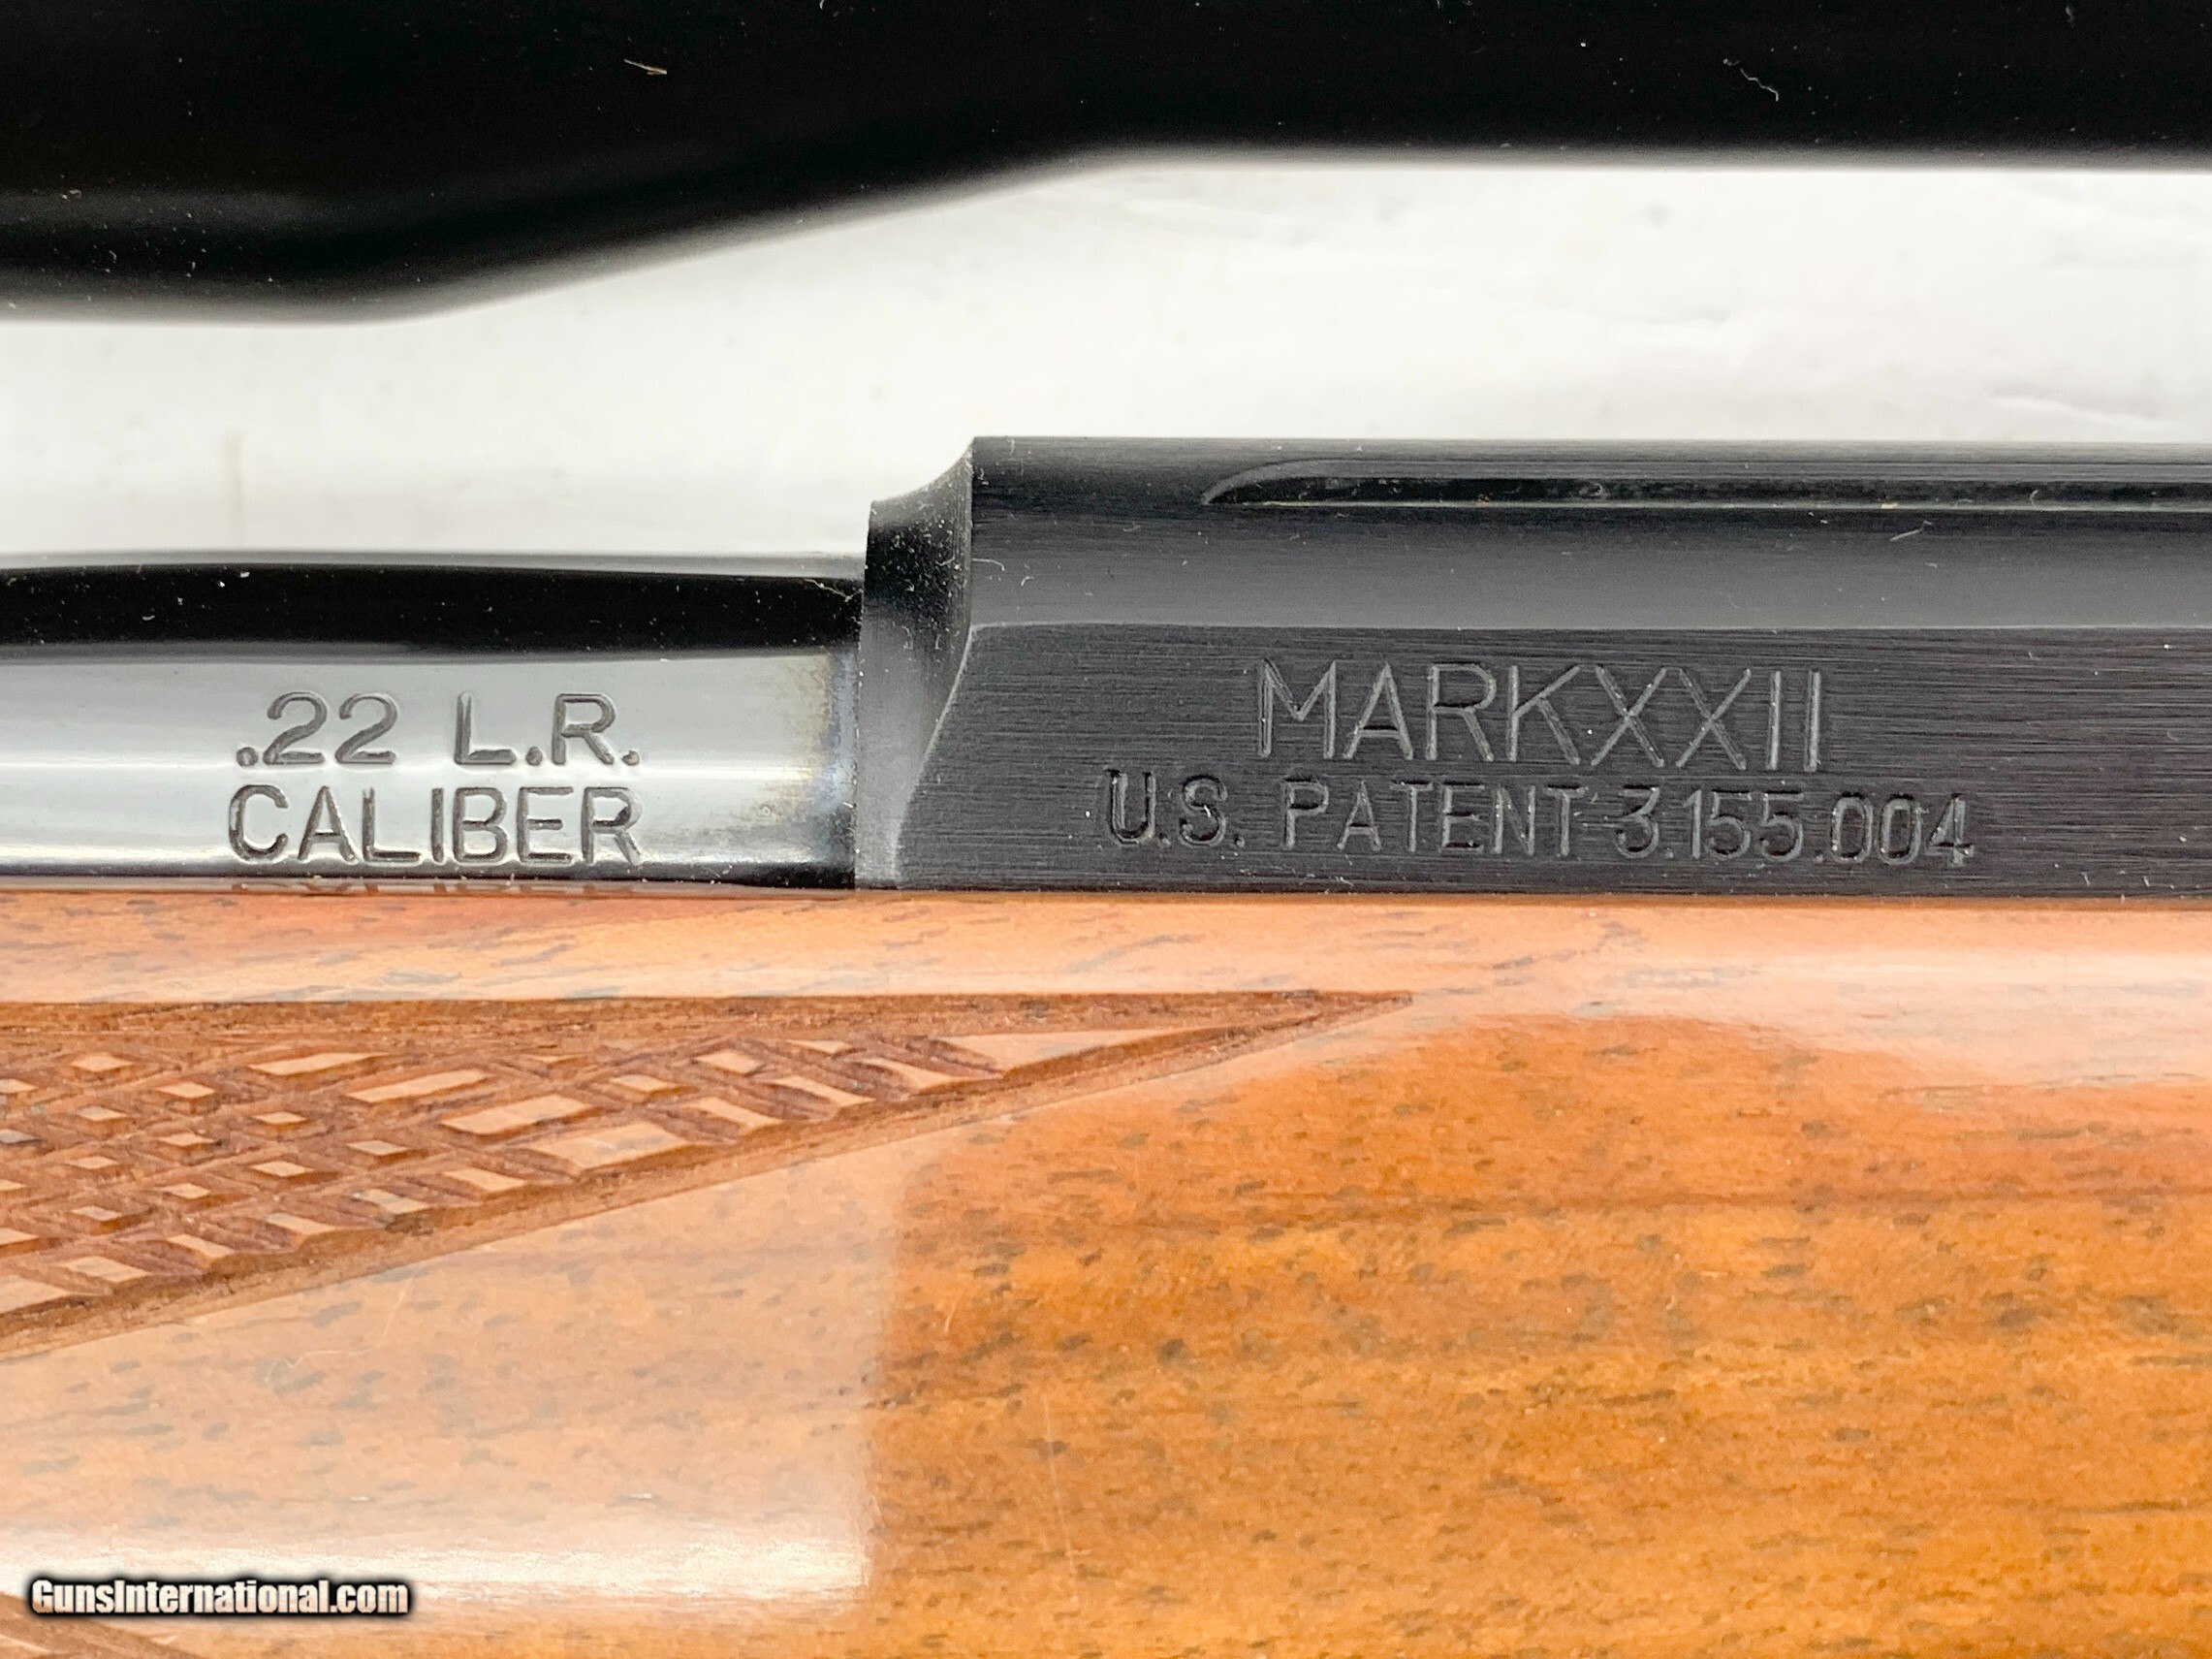 .22 L.R.
CALIBER
MARKXXII
U.S. PATENT 3.155.004
GunsInternational.com